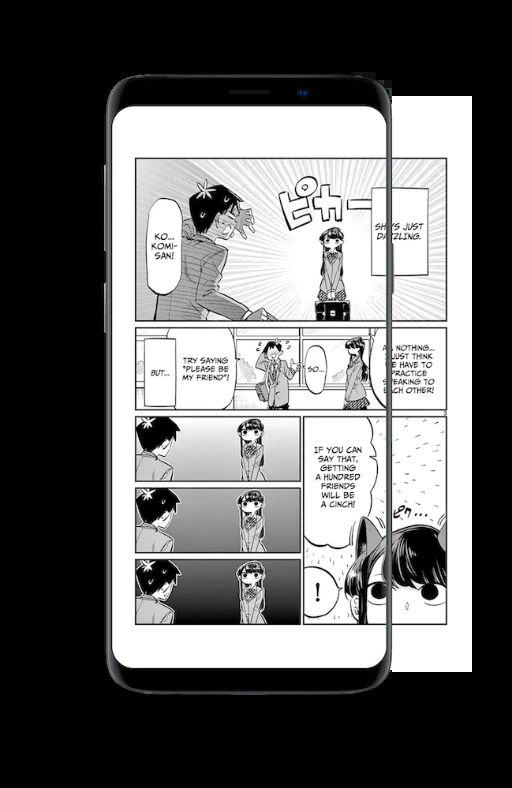 KO...
KOMI-
SAN!
ピカー
SHE'S JUST
DAZZLING.
AH, NOTHING...
I JUST THINK
WE HAVE TO
PRACTICE
SPEAKING TO
EACH OTHER!
SO...
TRY SAYING
"PLEASE BE
MY FRIEND"!
BUT...
IF YOU CAN
SAY THAT,
GETTING
A HUNDRED
FRIENDS
WILL BE
A CINCH!
ピク...
!